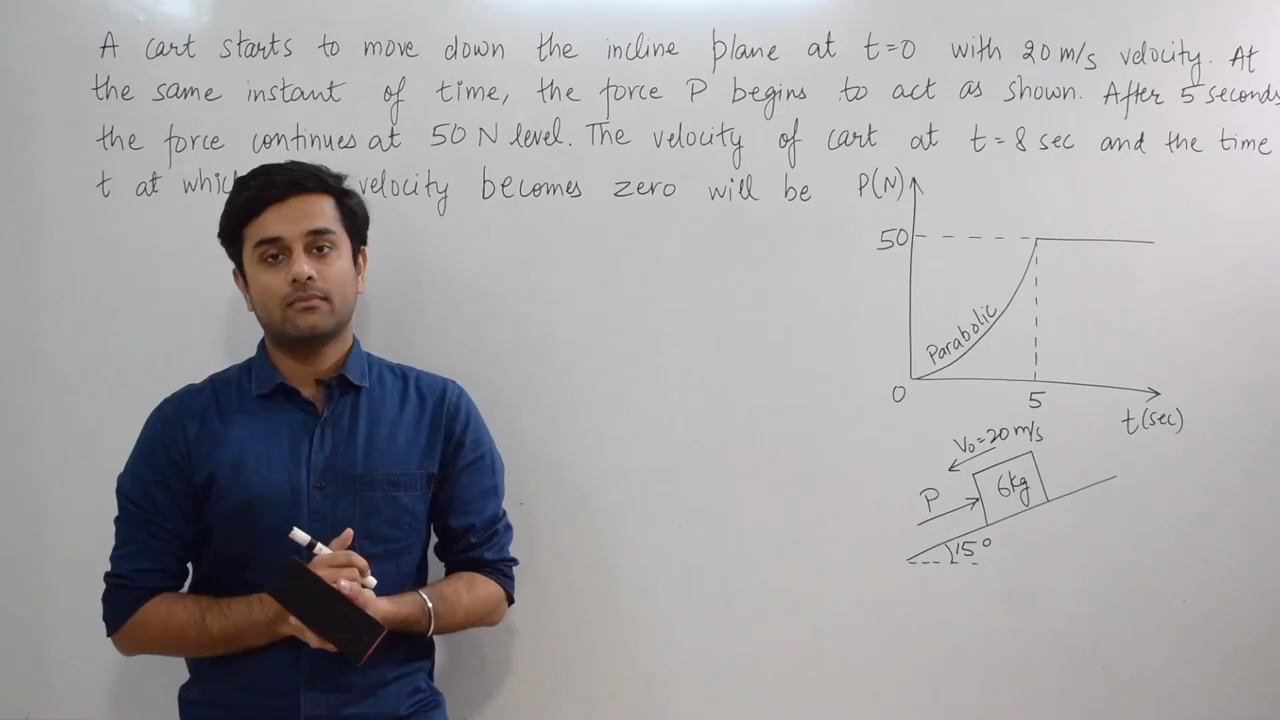 A cart starts to move down the incline plane at t=0 with 20 m/s velocity. At
the same instant of time, the force P begins to act as shown. After 5 seconds
the force continues at 50 N level. The velocity of cart at t = 8 sec and the time
t at velocity becomes zero will be
P(N)
50
Parabolic
0
5
t(sec)
V₀=20 m/s
P
6kg
15°